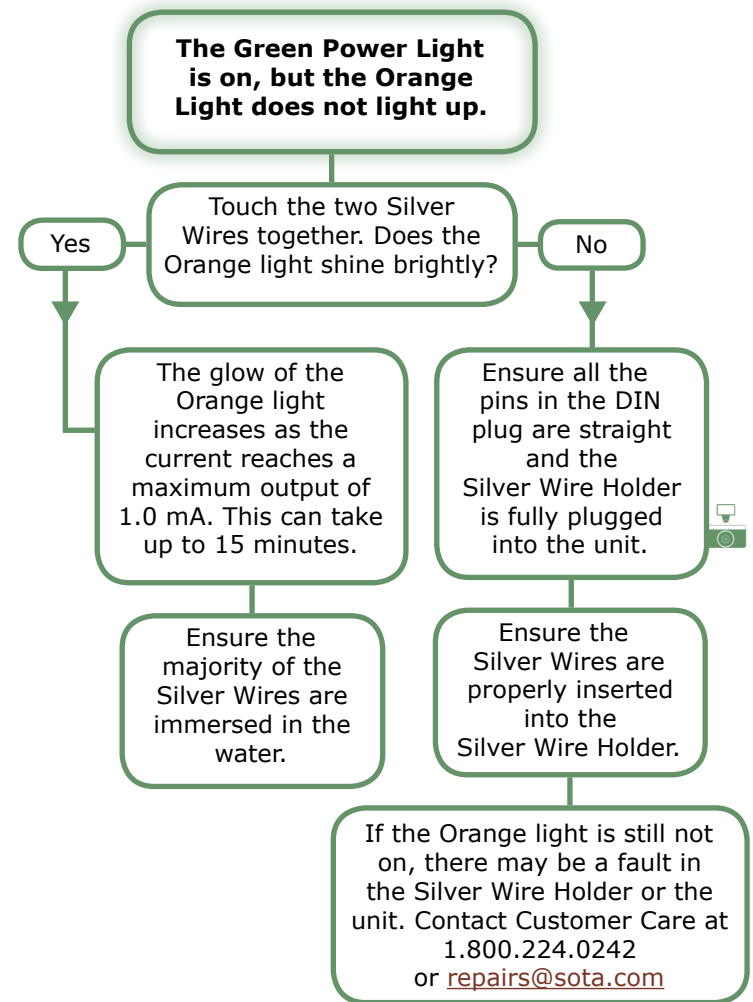 The Green Power Light
is on, but the Orange
Light does not light up.
Touch the two Silver
Wires together. Does the
Orange light shine brightly?
Yes
No
The glow of the
Orange light
increases as the
current reaches a
maximum output of
1.0 mA. This can take
up to 15 minutes.
Ensure the
majority of the
Silver Wires are
immersed in the
water.
Ensure all the
pins in the DIN
plug are straight
and the
Silver Wire Holder
is fully plugged
into the unit.
Ensure the
Silver Wires are
properly inserted
into the
Silver Wire Holder.
If the Orange light is still not
on, there may be a fault in
the Silver Wire Holder or the
unit. Contact Customer Care at
1.800.224.0242
or repairs@sota.com